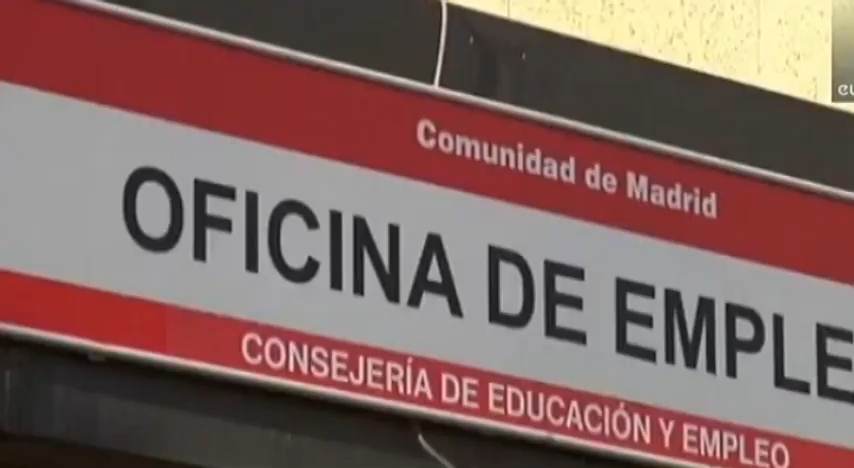 Comunidad de Madrid
OFICINA DE EMPLE
CONSEJERÍA DE EDUCACIÓN Y EMPLEO